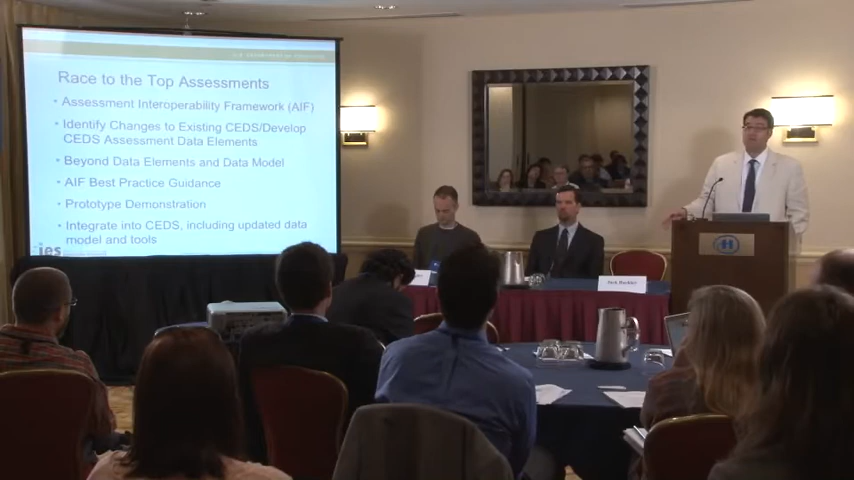 Race to the Top Assessments
• Assessment Interoperability Framework (AIF)
• Identify Changes to Existing CEDS/Develop
CEDS Assessment Data Elements
• Beyond Data Elements and Data Model
• AIF Best Practice Guidance
• Prototype Demonstration
• Integrate into CEDS, including updated data
model and tools
ies